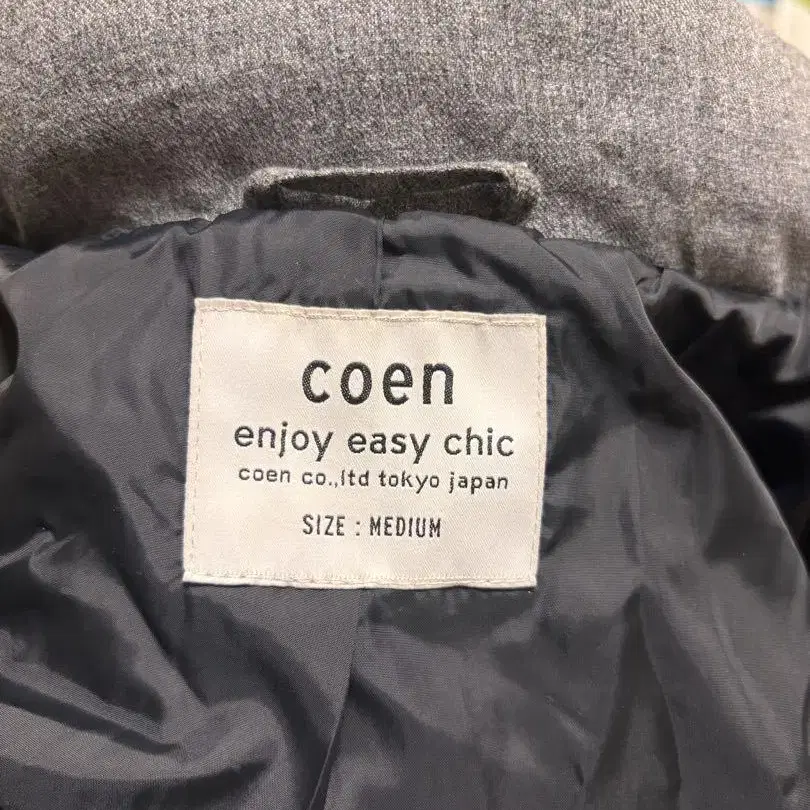 coen
enjoy easy chic
coen co.,ltd tokyo japan
SIZE : MEDIUM